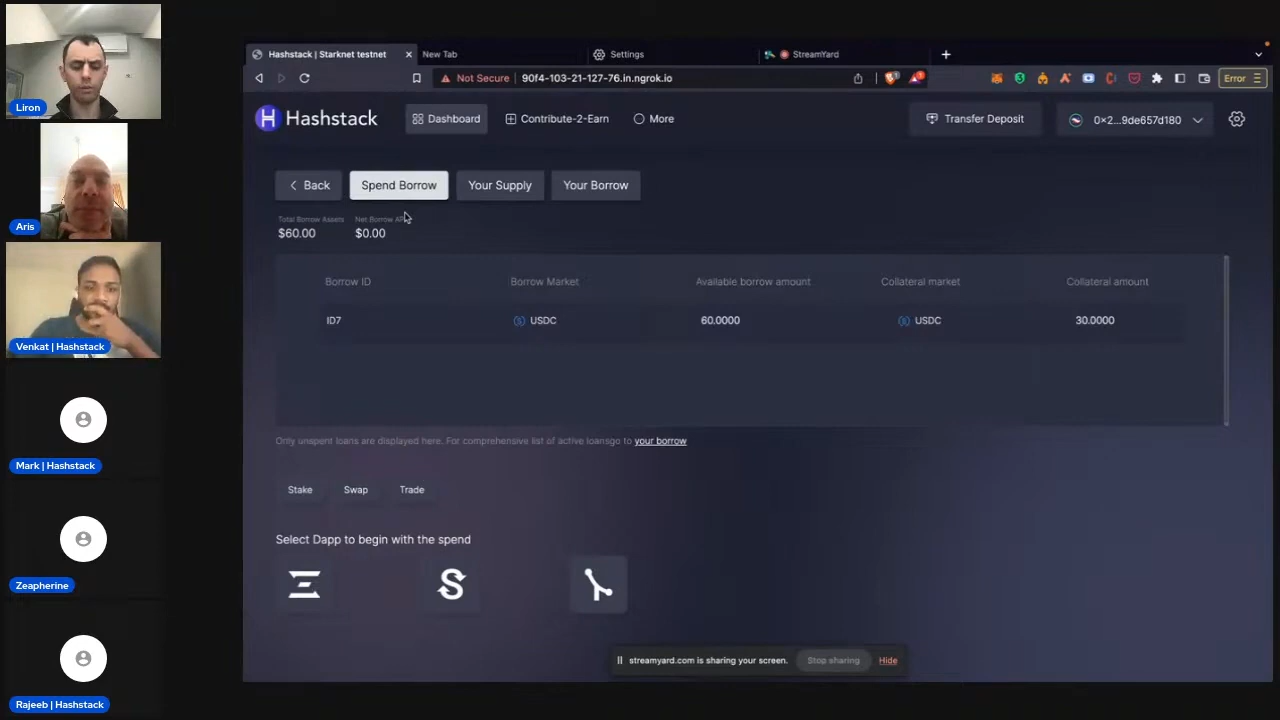 Liron
Aris
Venkat | Hashstack
Mark | Hashstack
Zeapherine
Rajeeb | Hashstack
Hashstack | Starknet testnet
New Tab
Settings
StreamYard
Not Secure
90f4-103-21-127-76.in.ngrok.io
Error
Hashstack
Dashboard
Contribute-2-Earn
More
Transfer Deposit
0x2...9de657d180
Back
Spend Borrow
Your Supply
Your Borrow
Total Borrow Assets
Net Borrow
$60.00
$0.00
Borrow ID
Borrow Market
Available borrow amount
Collateral market
Collateral amount
ID7
USDC
60.0000
USDC
30.0000
Only unspent loans are displayed here. For comprehensive list of active loansgo to your borrow
Stake
Swap
Trade
Select Dapp to begin with the spend
streamyard.com is sharing your screen.
Stop sharing
Hide